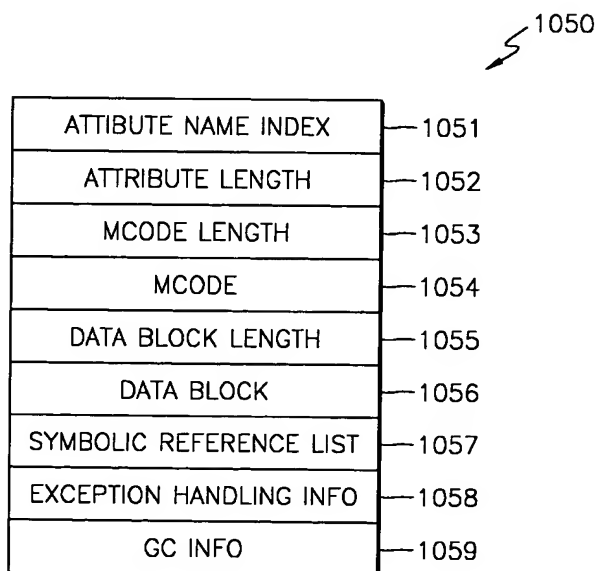 1050
ATTIBUTE NAME INDEX 1051
ATTRIBUTE LENGTH 1052
MCODE LENGTH 1053
MCODE 1054
DATA BLOCK LENGTH 1055
DATA BLOCK 1056
SYMBOLIC REFERENCE LIST 1057
EXCEPTION HANDLING INFO 1058
GC INFO 1059